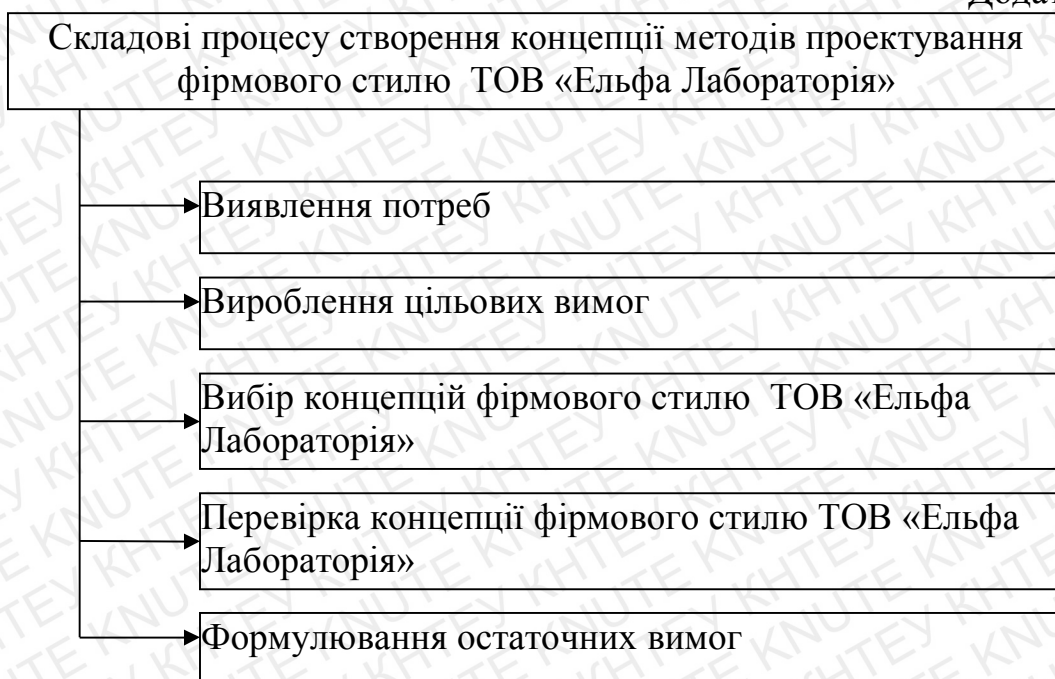 Складові процесу створення концепції методів проектування
фірмового стилю ТОВ «Ельфа Лабораторія»
Виявлення потреб
Вироблення цільових вимог
Вибір концепцій фірмового стилю ТОВ «Ельфа
Лабораторія»
Перевірка концепції фірмового стилю ТОВ «Ельфа
Лабораторія»
Формулювання остаточних вимог